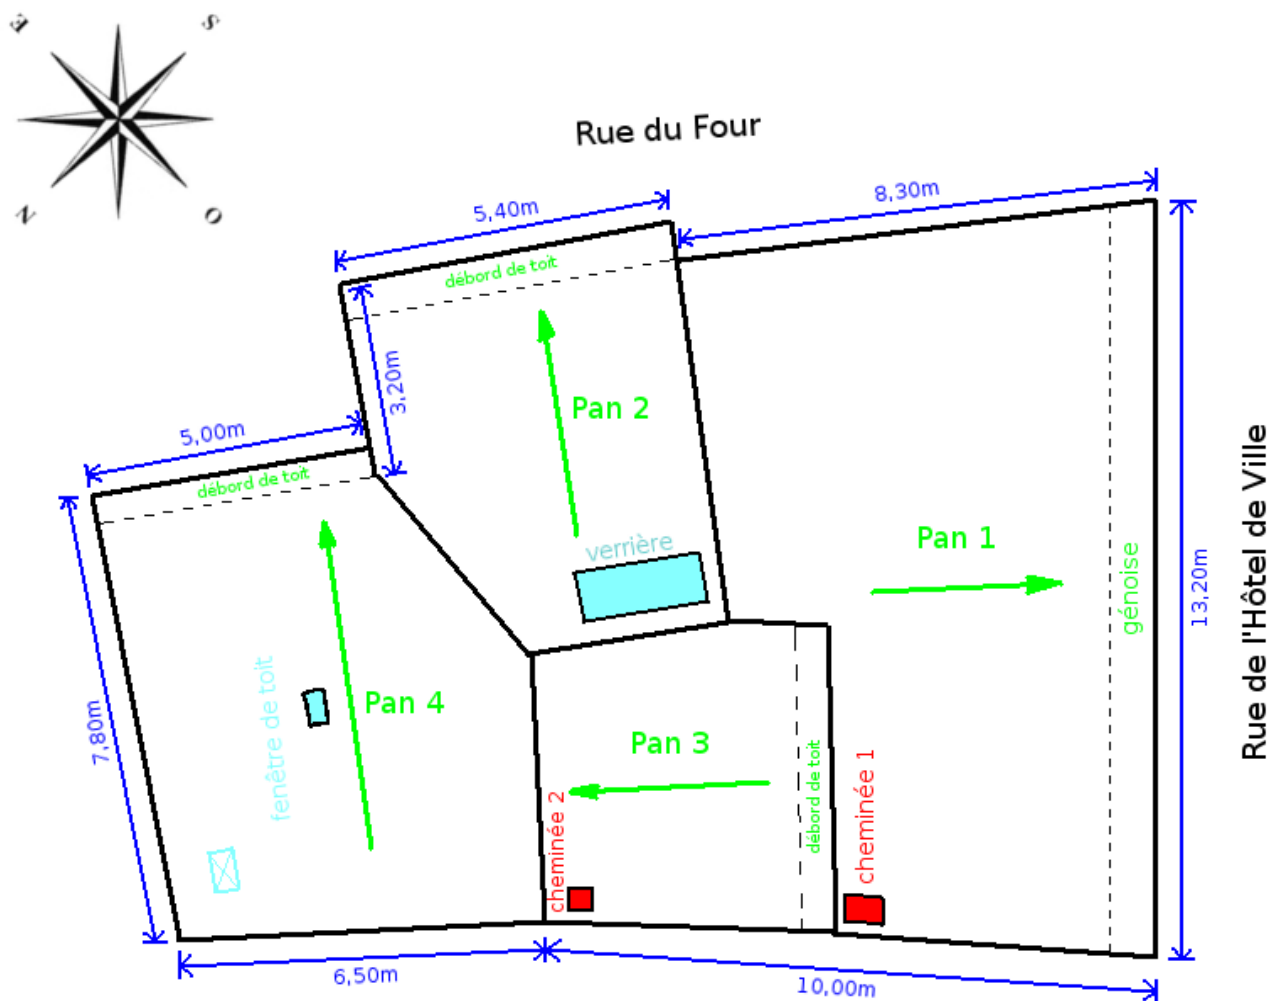 E
S
N
O
Rue du Four
5,40m
8,30m
débord de toit
3,20m
5,00m
débord de toit
Pan 2
verrière
Pan 1
génoise
13,20m
Rue de l'Hôtel de Ville
7,80m
fenêtre de toit
Pan 4
Pan 3
débord de toit
cheminée 2
cheminée 1
6,50m
10,00m